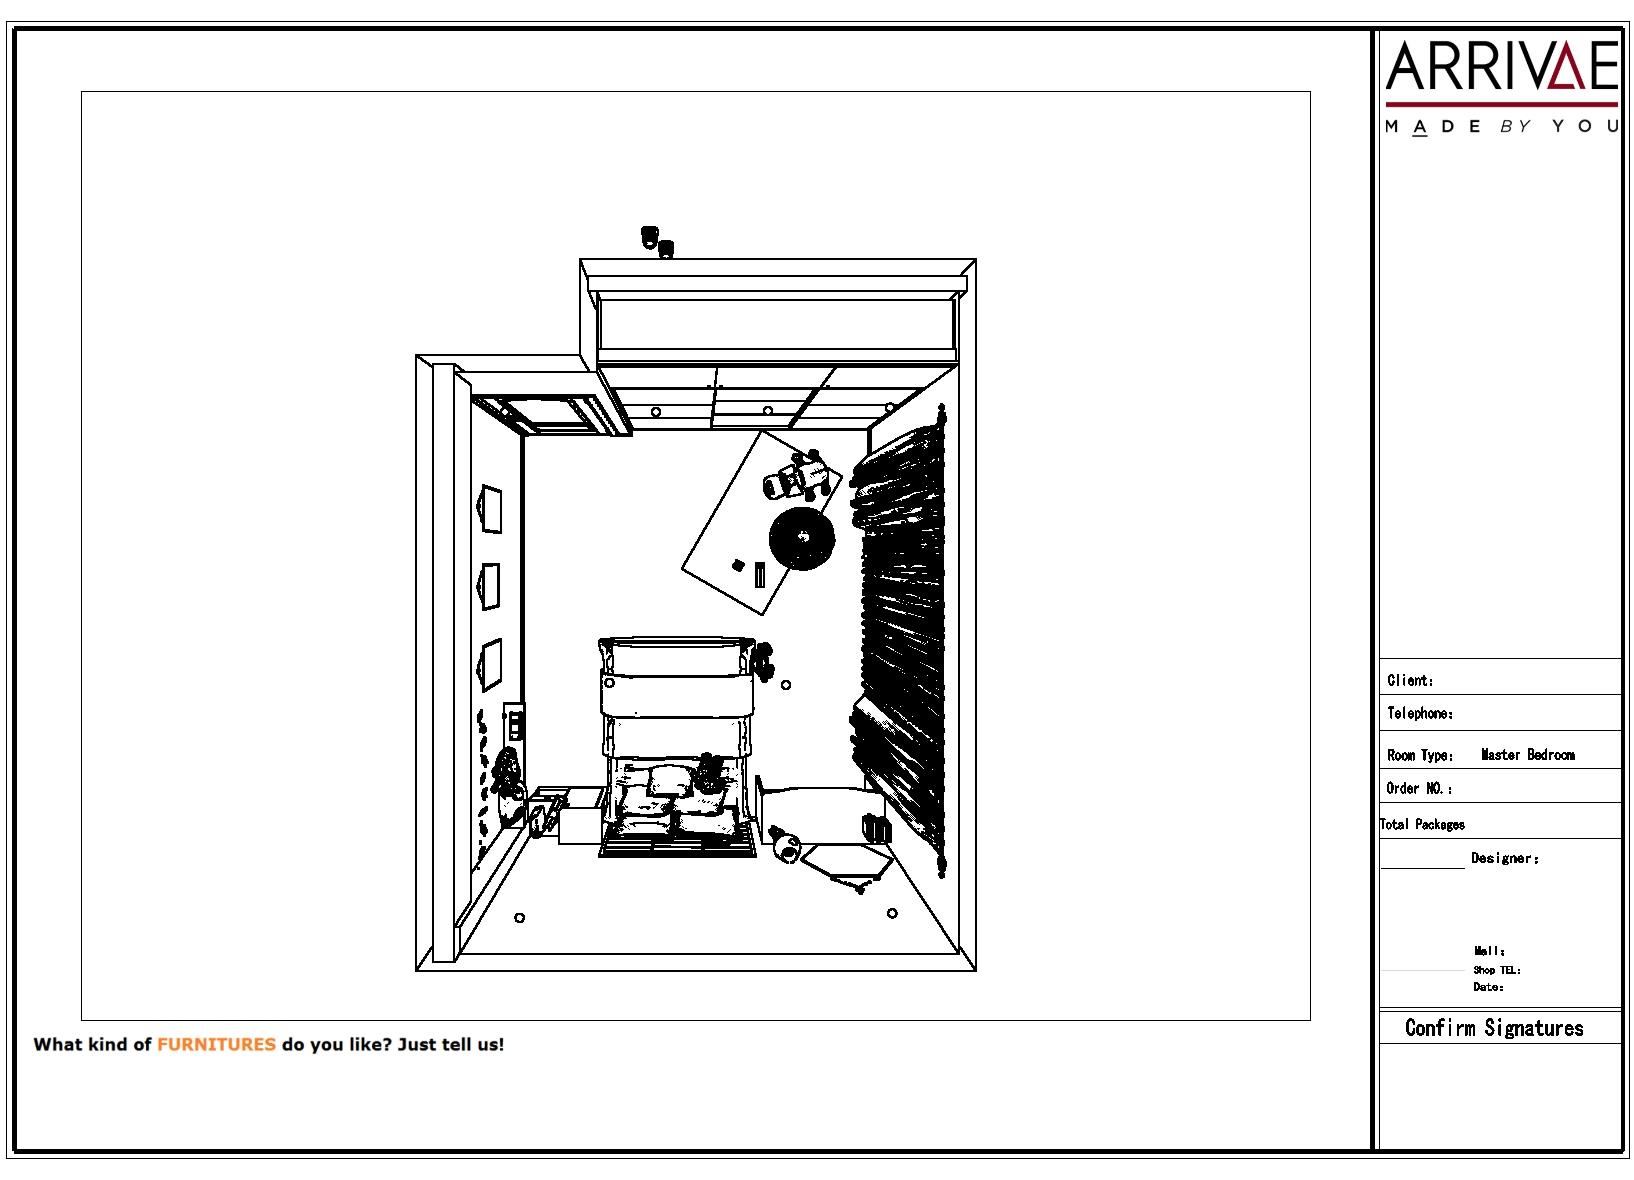 ARRIVAE
MADE BY YOU
Client:
Telephone:
Room Type: Master Bedroom
Order NO.:
Total Packages
Designer:
Mail:
Shop TEL:
Date:
Confirm Signatures
What kind of FURNITURES do you like? Just tell us!